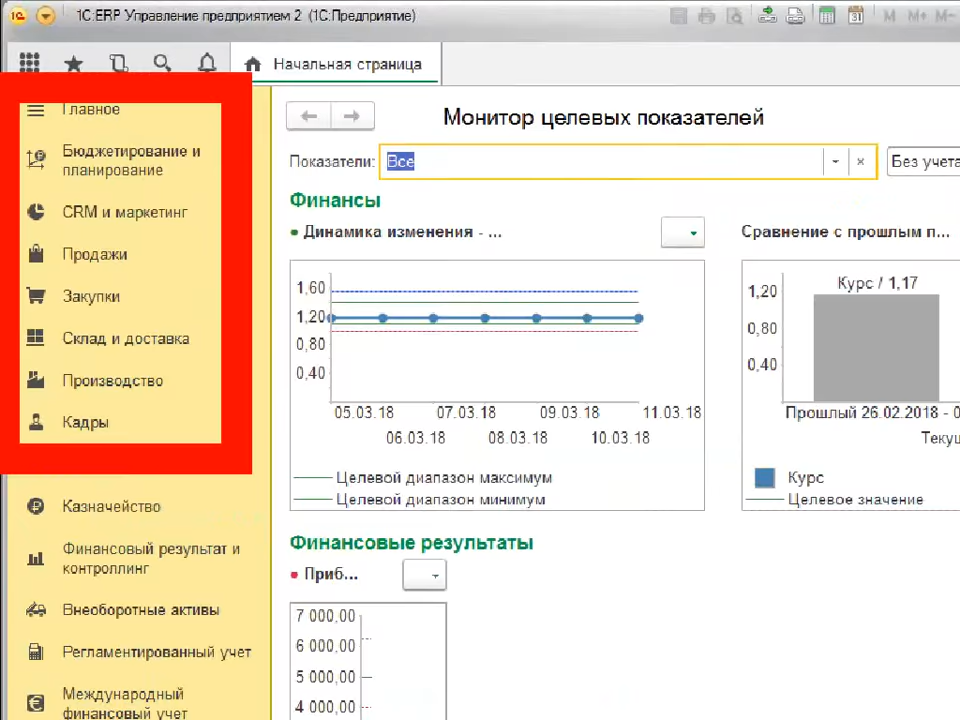 1С:ERP Управление предприятием 2 (1С:Предприятие)
M M+ M-
Начальная страница
Главное
Бюджетирование и
планирование
CRM и маркетинг
Продажи
Закупки
Склад и доставка
Производство
Кадры
Казначейство
Финансовый результат и
контроллинг
Внеоборотные активы
Регламентированный учет
Международный
финансовый учет
Монитор целевых показателей
Показатели: Все
Без учета
Финансы
Динамика изменения - ...
1,60
1,20
0,80
0,40
05.03.18 07.03.18 09.03.18 11.03.18
06.03.18 08.03.18 10.03.18
Целевой диапазон максимум
Целевой диапазон минимум
Сравнение с прошлым п...
Курс / 1,17
1,20
0,80
0,40
Прошлый 26.02.2018 - 0
Текущ
Курс
Целевое значение
Финансовые результаты
Приб...
7 000,00
6 000,00
5 000,00
4 000,00